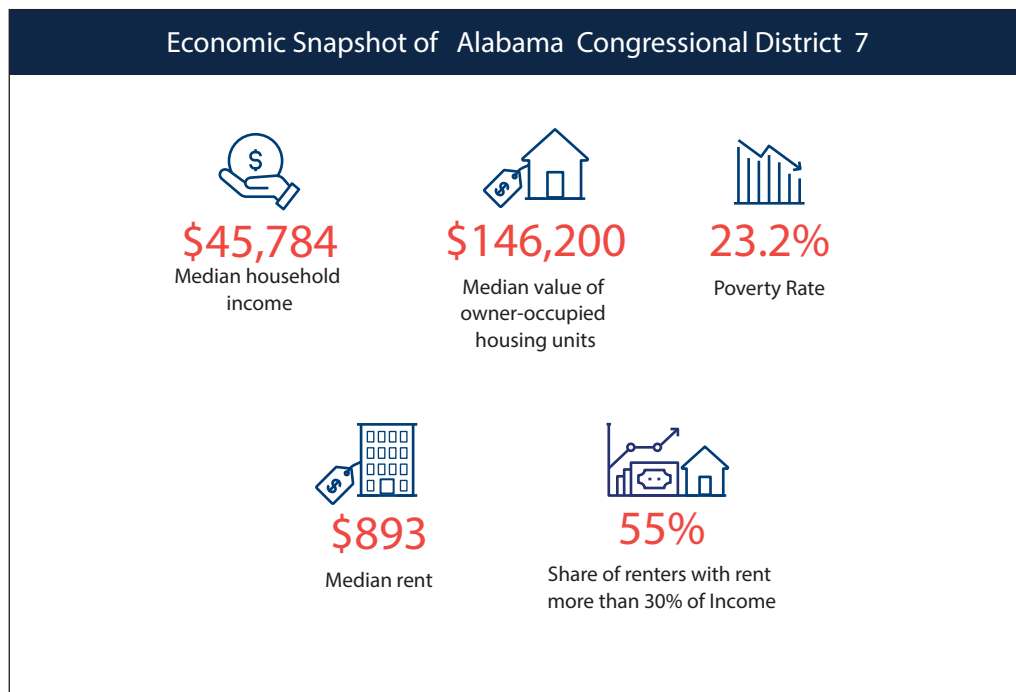 Economic Snapshot of Alabama Congressional District 7
$
$45,784
Median household
income
$
$146,200
Median value of
owner-occupied
housing units
23.2%
Poverty Rate
$
$893
Median rent
55%
Share of renters with rent
more than 30% of Income